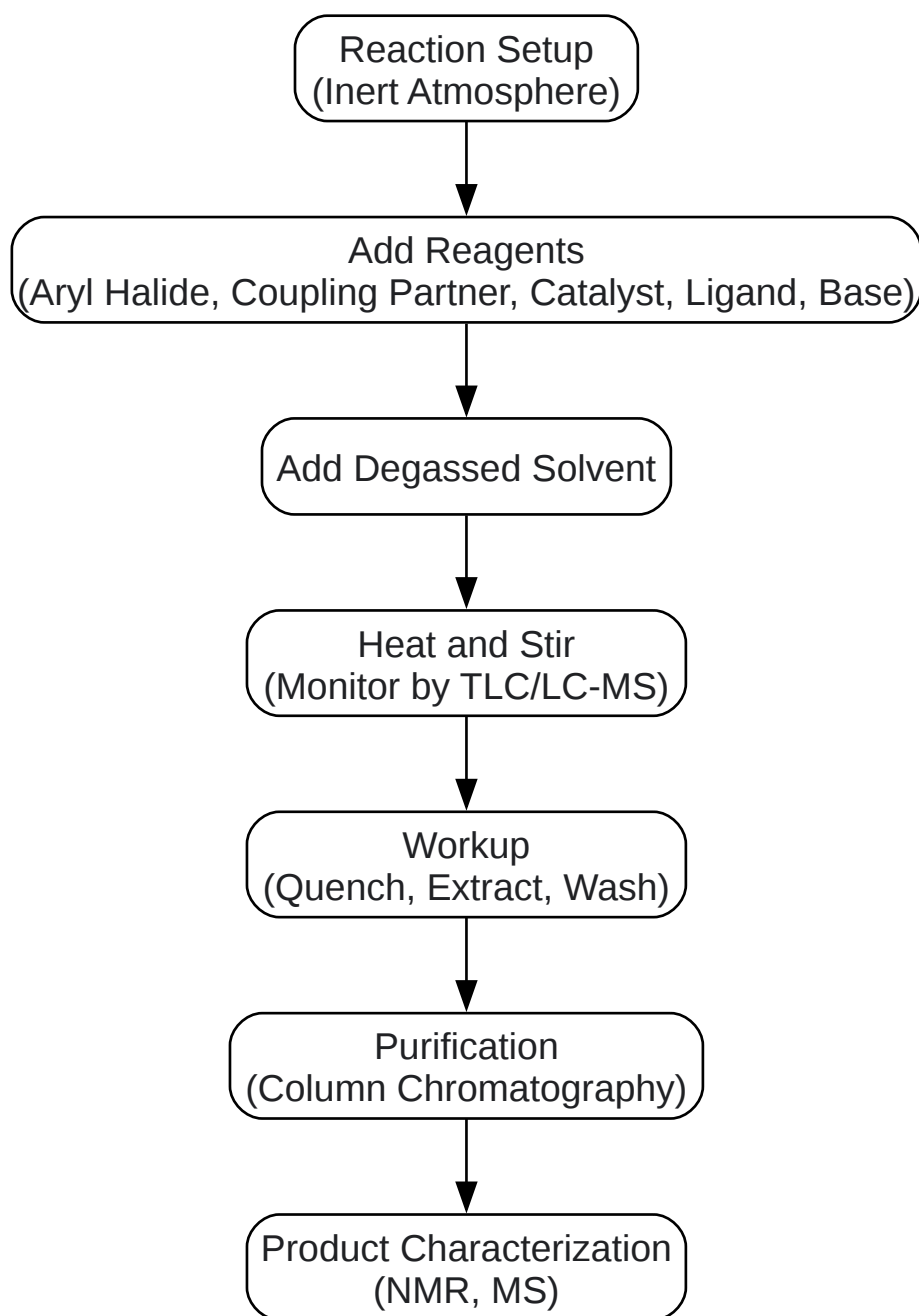 Reaction Setup
(Inert Atmosphere)
Add Reagents
(Aryl Halide, Coupling Partner, Catalyst, Ligand, Base)
Add Degassed Solvent
Heat and Stir
(Monitor by TLC/LC-MS)
Workup
(Quench, Extract, Wash)
Purification
(Column Chromatography)
Product Characterization
(NMR, MS)